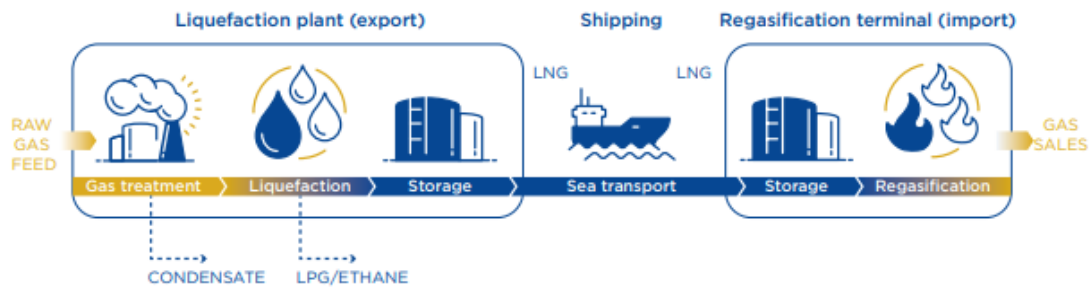 Liquefaction plant (export)
Shipping
Regasification terminal (import)
LNG
LNG
RAW
GAS
FEED
GAS
SALES
Gas treatment
Liquefaction
Storage
Sea transport
Storage
Regasification
CONDENSATE
LPG/ETHANE